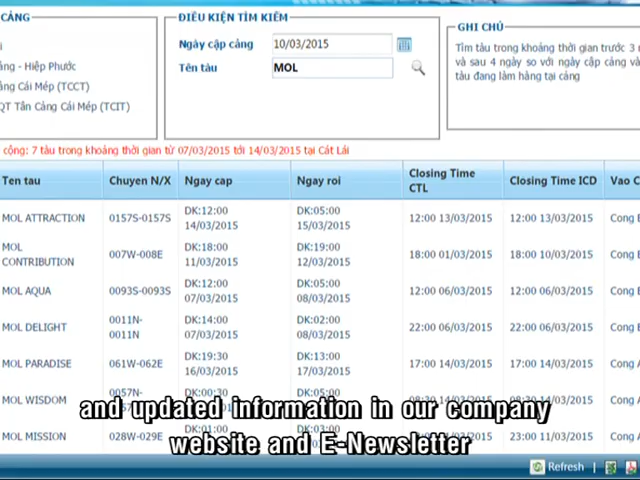 CẢNG
ĐIỀU KIỆN TÌM KIẾM
GHI CHÚ
Ngày cập cảng 10/03/2015
Tên tàu MOL
Tìm tàu trong khoảng thời gian trước 3
và sau 4 ngày so với ngày cập cảng và
tàu đang làm hàng tại cảng
- Hiệp Phước
Cảng Cái Mép (TCCT)
QT Tân Cảng Cái Mép (TCIT)
cộng: 7 tàu trong khoảng thời gian từ 07/03/2015 tới 14/03/2015 tại Cát Lái
Ten tau Chuyen N/X Ngay cap Ngay roi Closing Time CTL Closing Time ICD Vao
MOL ATTRACTION 0157S-0157S DK:12:00 14/03/2015 DK:05:00 15/03/2015 12:00 13/03/2015 12:00 13/03/2015 Cong
MOL CONTRIBUTION 007W-008E DK:18:00 11/03/2015 DK:19:00 12/03/2015 18:00 01/03/2015 18:00 10/03/2015 Cong
MOL AQUA 0093S-0093S DK:12:00 07/03/2015 DK:05:00 08/03/2015 12:00 06/03/2015 12:00 06/03/2015 Cong
MOL DELIGHT 0011N-0011N DK:14:00 07/03/2015 DK:02:00 08/03/2015 22:00 06/03/2015 22:00 06/03/2015 Cong
MOL PARADISE 061W-062E DK:19:30 16/03/2015 DK:13:00 17/03/2015 17:00 14/03/2015 17:00 14/03/2015 Cong
MOL WISDOM 0057N- DK:00:30 DK:05:00 Cong
MOL MISSION 028W-029E 23:00 11/03/2015 Cong
and updated information in our company
website and E-Newsletter
Refresh |